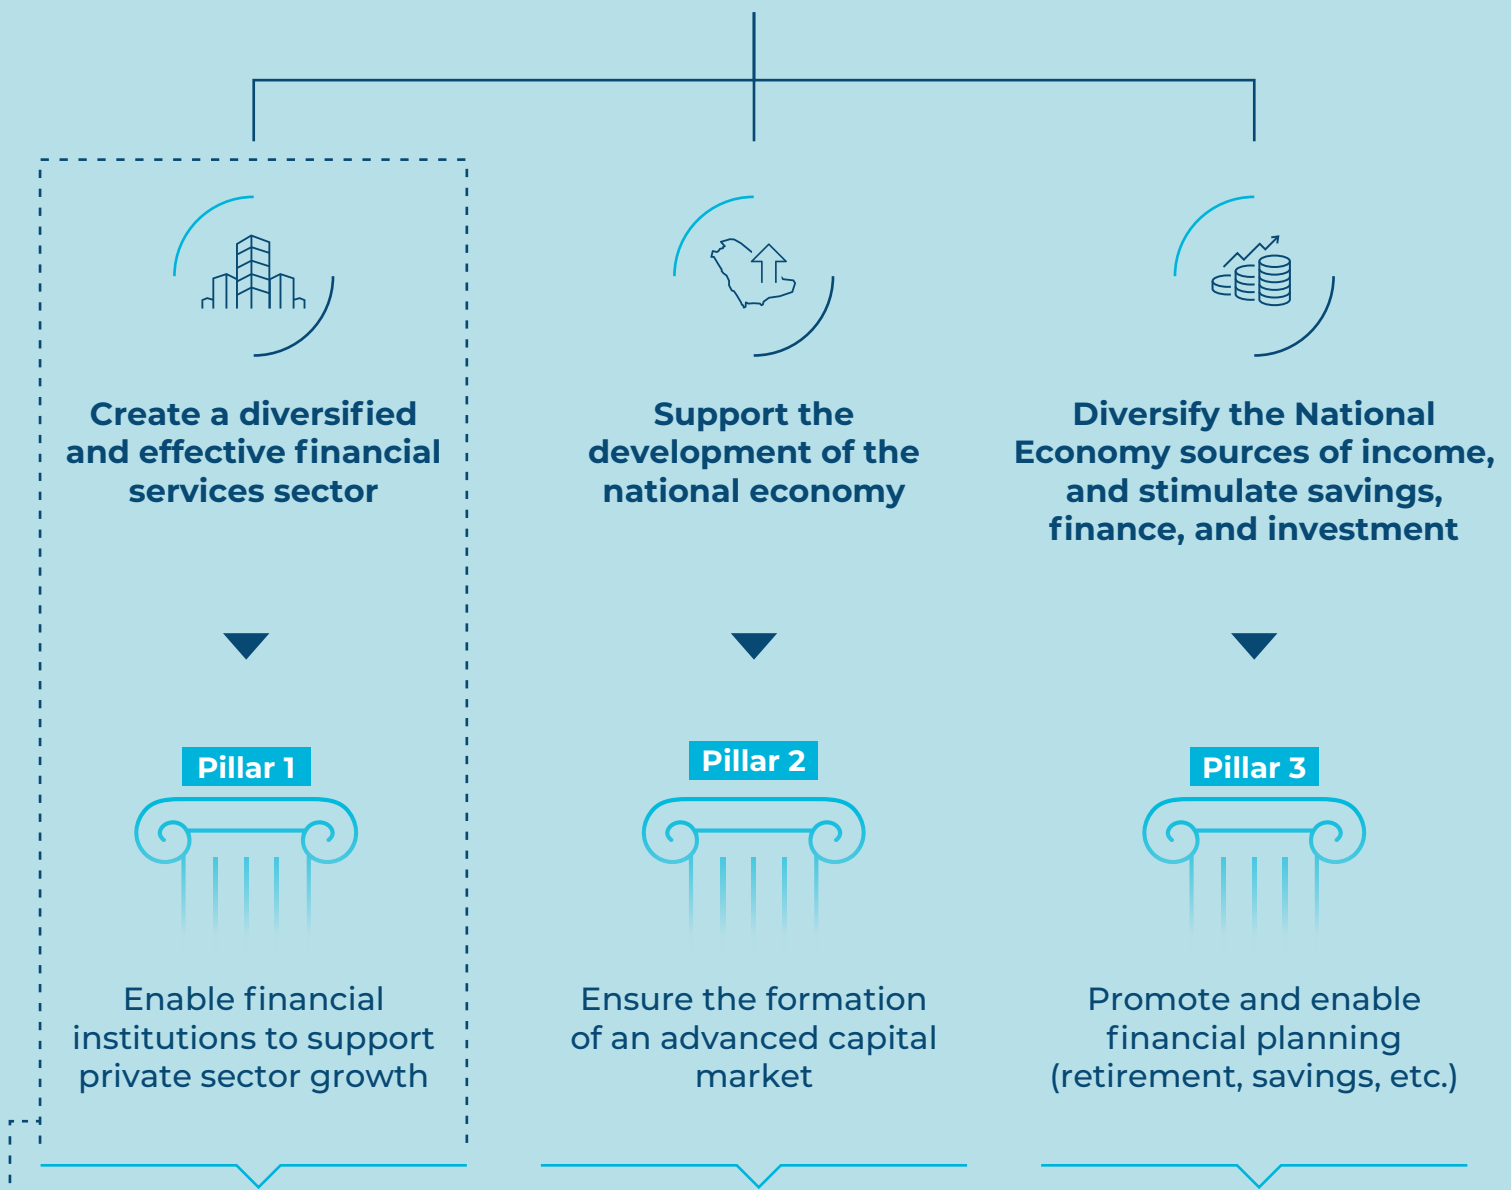 Create a diversified
and effective financial
services sector
Support the
development of the
national economy
Diversify the National
Economy sources of income,
and stimulate savings,
finance, and investment
Pillar 1
Pillar 2
Pillar 3
Enable financial
institutions to support
private sector growth
Ensure the formation
of an advanced capital
market
Promote and enable
financial planning
(retirement, savings, etc.)